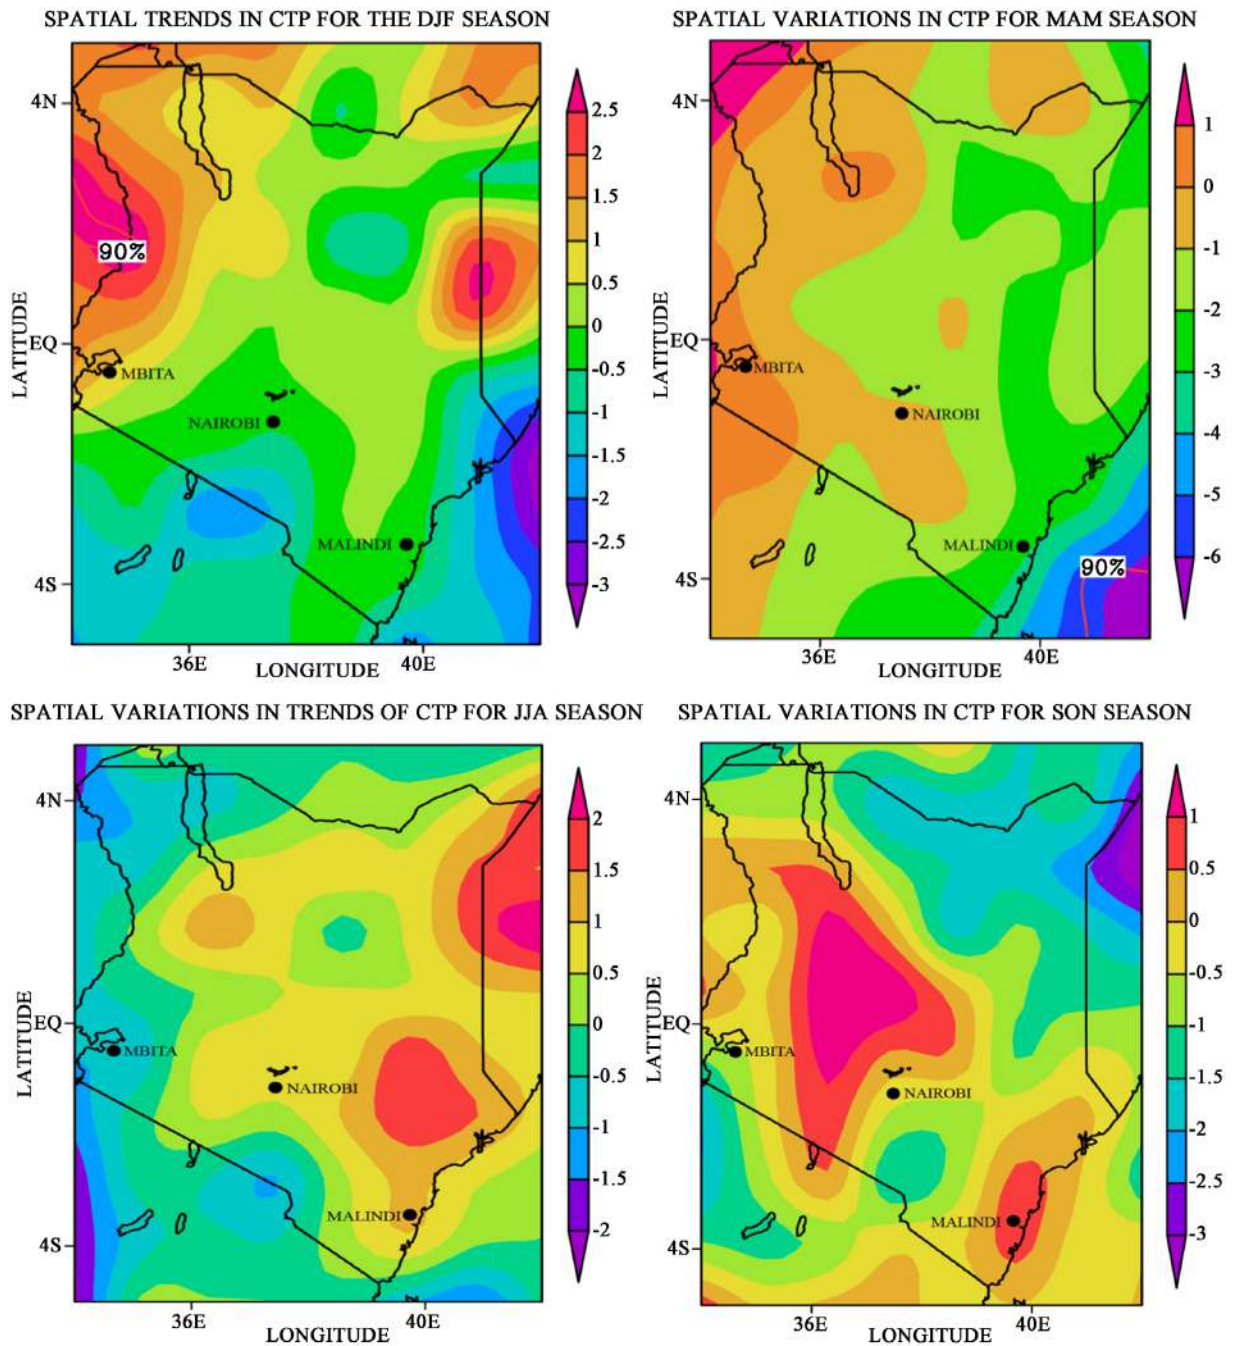 SPATIAL TRENDS IN CTP FOR THE DJF SEASON
4N
EQ
4S
LATITUDE
90%
MBITA
NAIROBI
MALINDI
36E
40E
LONGITUDE
2.5
2
1.5
1
0.5
0
-0.5
-1
-1.5
-2
-2.5
-3
SPATIAL VARIATIONS IN CTP FOR MAM SEASON
4N
EQ
4S
LATITUDE
MBITA
NAIROBI
MALINDI
90%
36E
40E
LONGITUDE
1
0
-1
-2
-3
-4
-5
-6
SPATIAL VARIATIONS IN TRENDS OF CTP FOR JJA SEASON
4N
EQ
4S
LATITUDE
MBITA
NAIROBI
MALINDI
36E
40E
LONGITUDE
2
1.5
1
0.5
0
-0.5
-1
-1.5
-2
SPATIAL VARIATIONS IN CTP FOR SON SEASON
4N
EQ
4S
LATITUDE
MBITA
NAIROBI
MALINDI
36E
40E
LONGITUDE
1
0.5
0
-0.5
-1
-1.5
-2
-2.5
-3